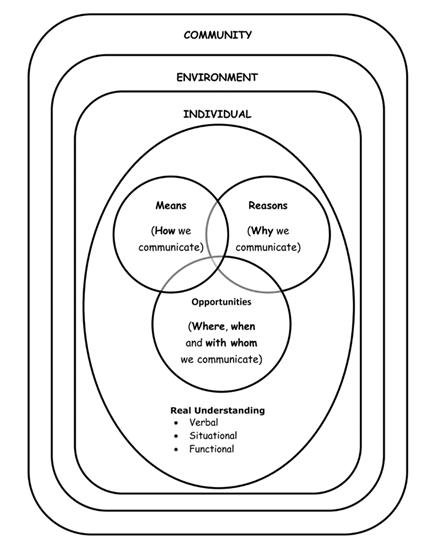 COMMUNITY
ENVIRONMENT
INDIVIDUAL
Means
(How we
communicate)
Reasons
(Why we
communicate)
Opportunities
(Where, when
and with whom
we communicate)
Real Understanding
• Verbal
• Situational
• Functional